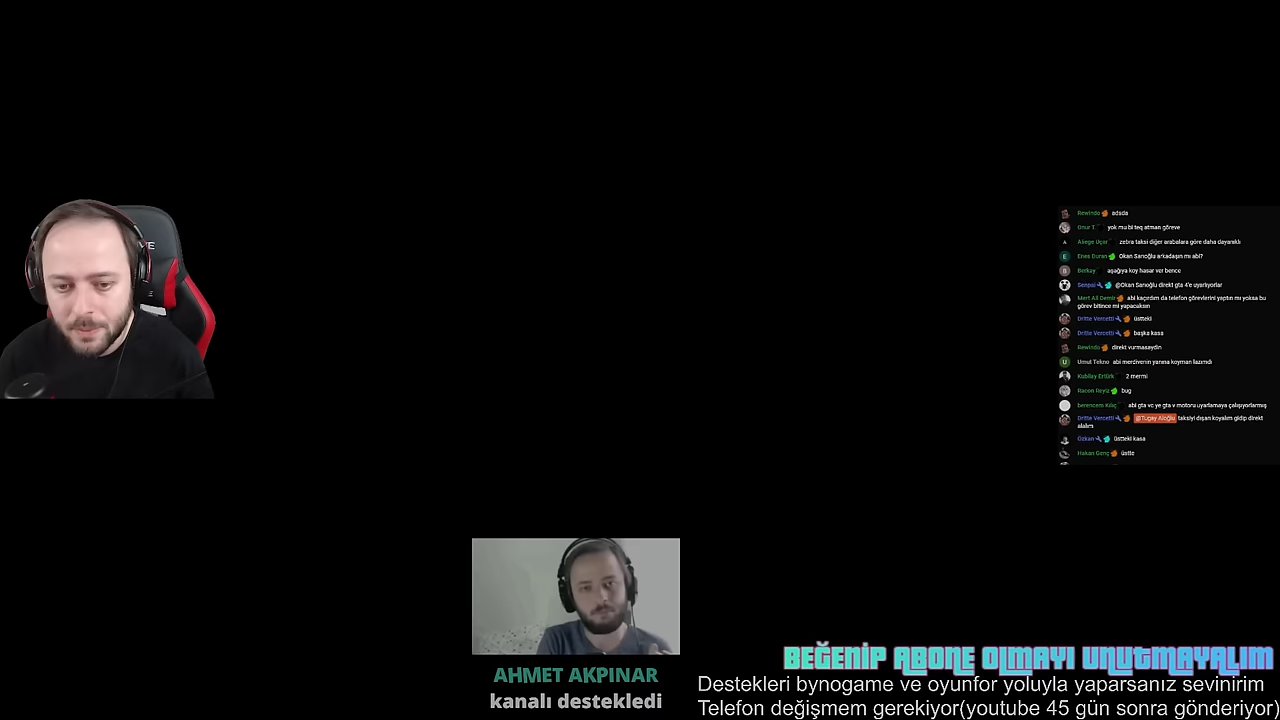 Rewindo adsda
Onur T. yok mu bi teq atman göreve
A Aliege Uçar zebra taksi diğer arabalara göre daha dayanıklı
E Enes Duran Okan Sarıoğlu arkadaşın mı abi?
B Berkay aşağıya koy hasar ver bence
Senpai @Okan Sarıoğlu direkt gta 4'e uyarlıyorlar
Mert Ali Demir abi kaçırdım da telefon görevlerini yaptın mı yoksa bu
görev bitince mi yapacaksın
Dritte Vercetti üstteki
Dritte Vercetti başka kasa
Rewindo direkt vurmasaydın
U Umut Tekno abi merdivenin yanına koyman lazımdı
Kubilay Ertürk 2 mermi
Racon Reyiz bug
berencem Kılıç abi gta vc ye gta v motoru uyarlamaya çalışıyorlarmış
Dritte Vercetti @Tugay Aloğlu taksiyi dışarı koyalım gidip direkt
alalım
Özkan üstteki kasa
Hakan Genç üstte
AHMET AKPINAR
kanalı destekledi
BEĞENİP ABONE OLMAYI UNUTMAYALIM
Destekleri bynogame ve oyunfor yoluyla yaparsanız sevinirim
Telefon değişmem gerekiyor(youtube 45 gün sonra gönderiyor)